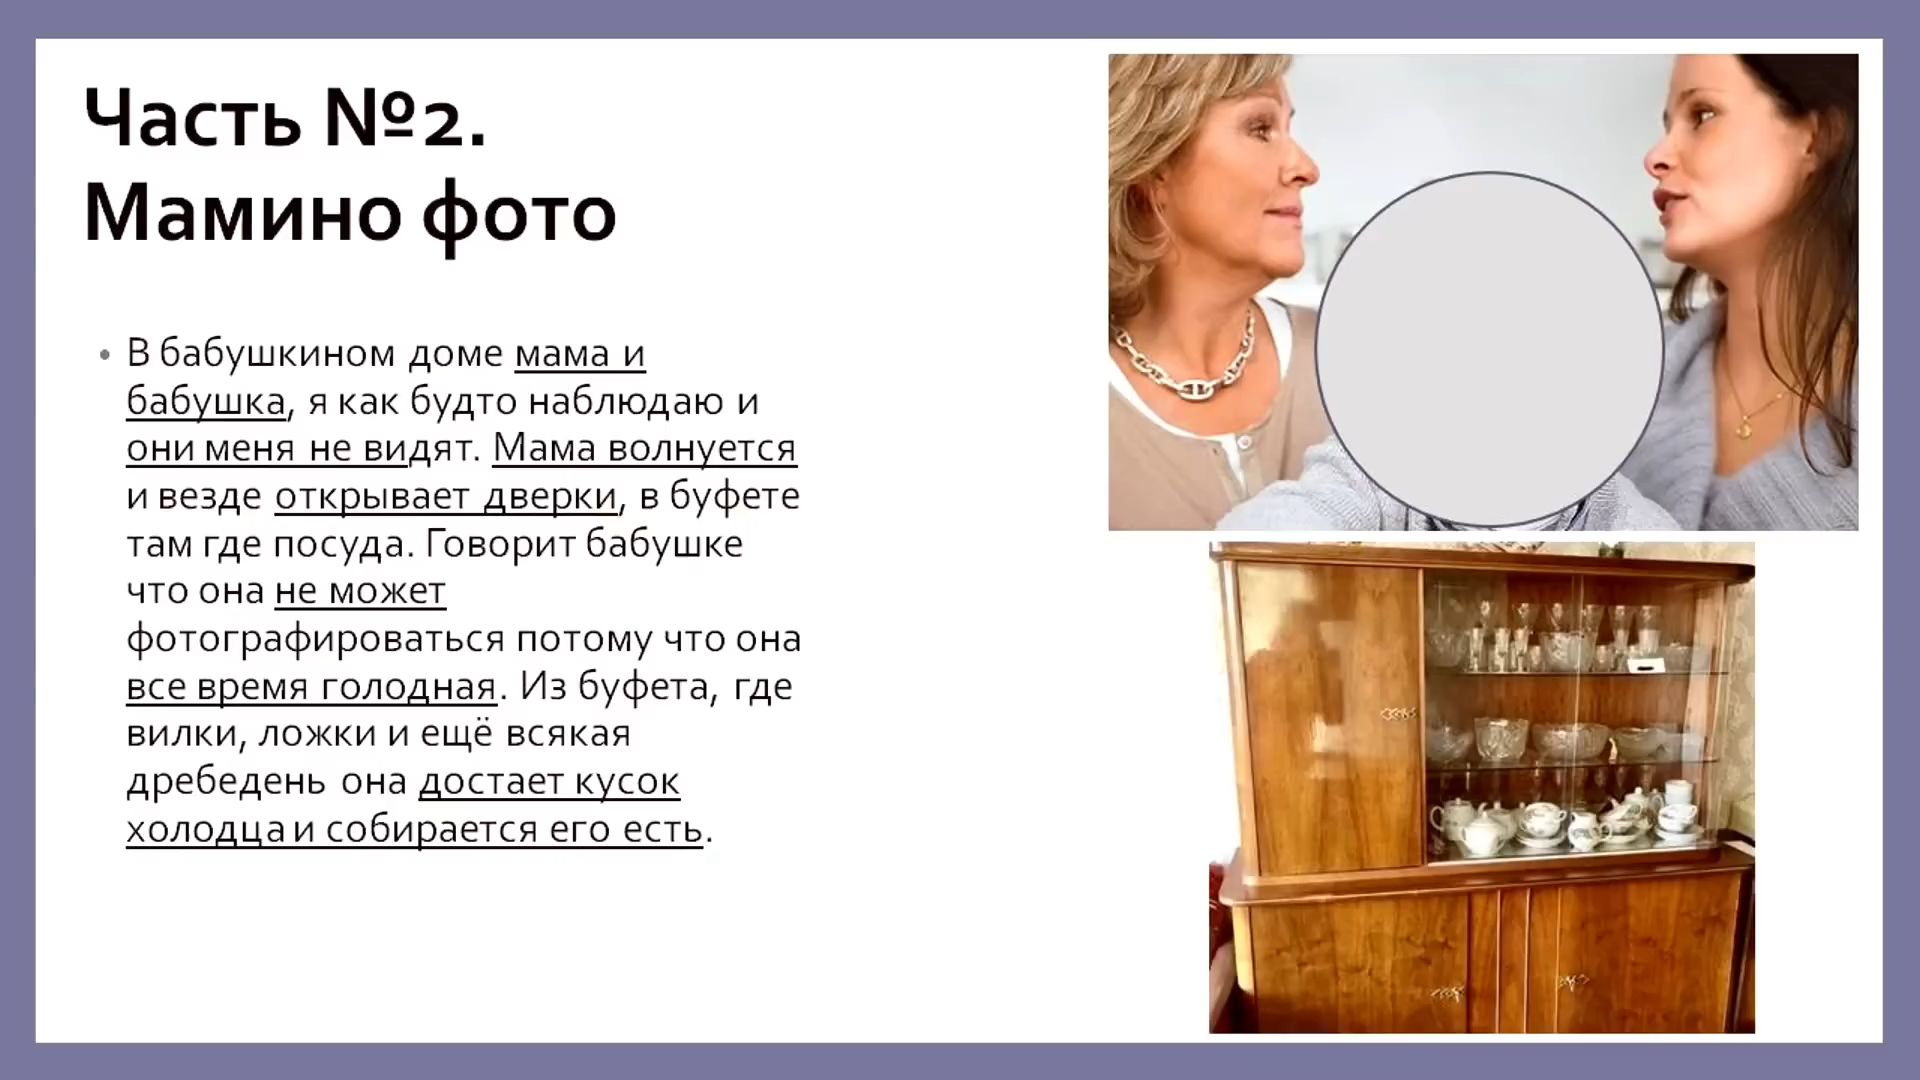 Часть №2.
Мамино фото
• В бабушкином доме мама и
бабушка, я как будто наблюдаю и
они меня не видят. Мама волнуется
и везде открывает дверки, в буфете
там где посуда. Говорит бабушке
что она не может
фотографироваться потому что она
все время голодная. Из буфета, где
вилки, ложки и ещё всякая
дребедень она достает кусок
холодца и собирается его есть.